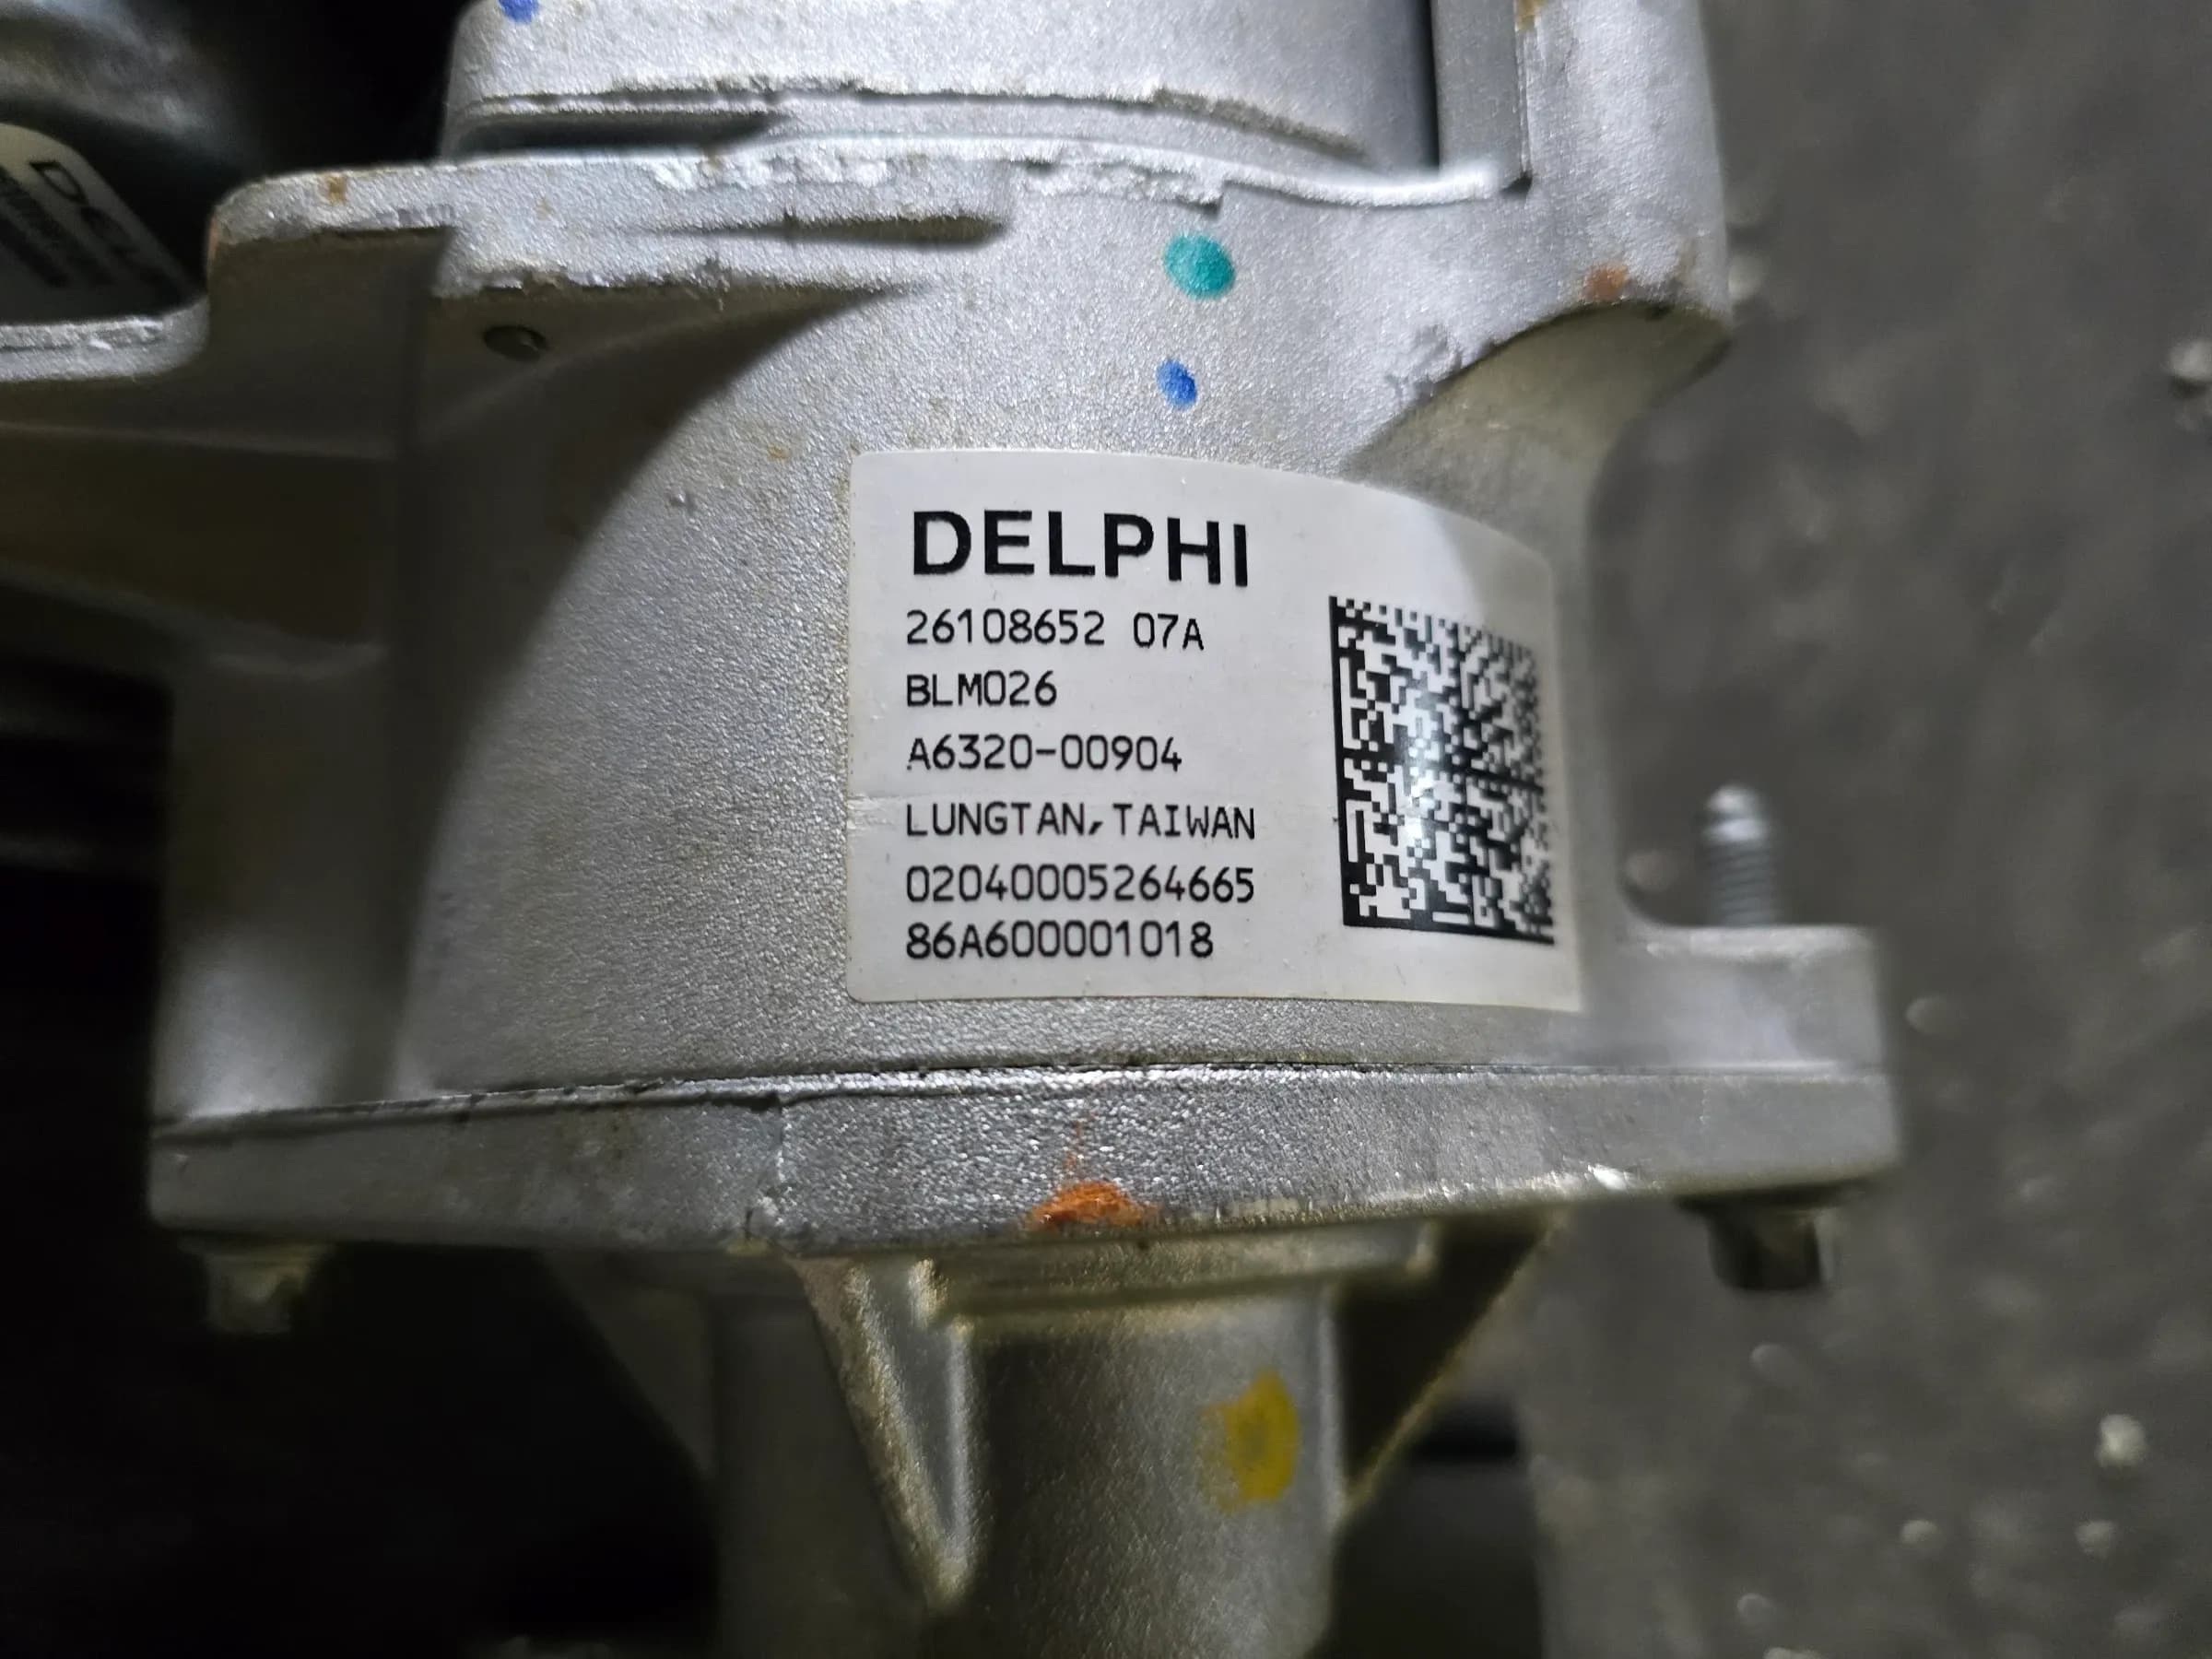 DELPHI
26108652 07A
BLM026
A6320-00904
LUNGTAN,TAIWAN
02040005264665
86A600001018